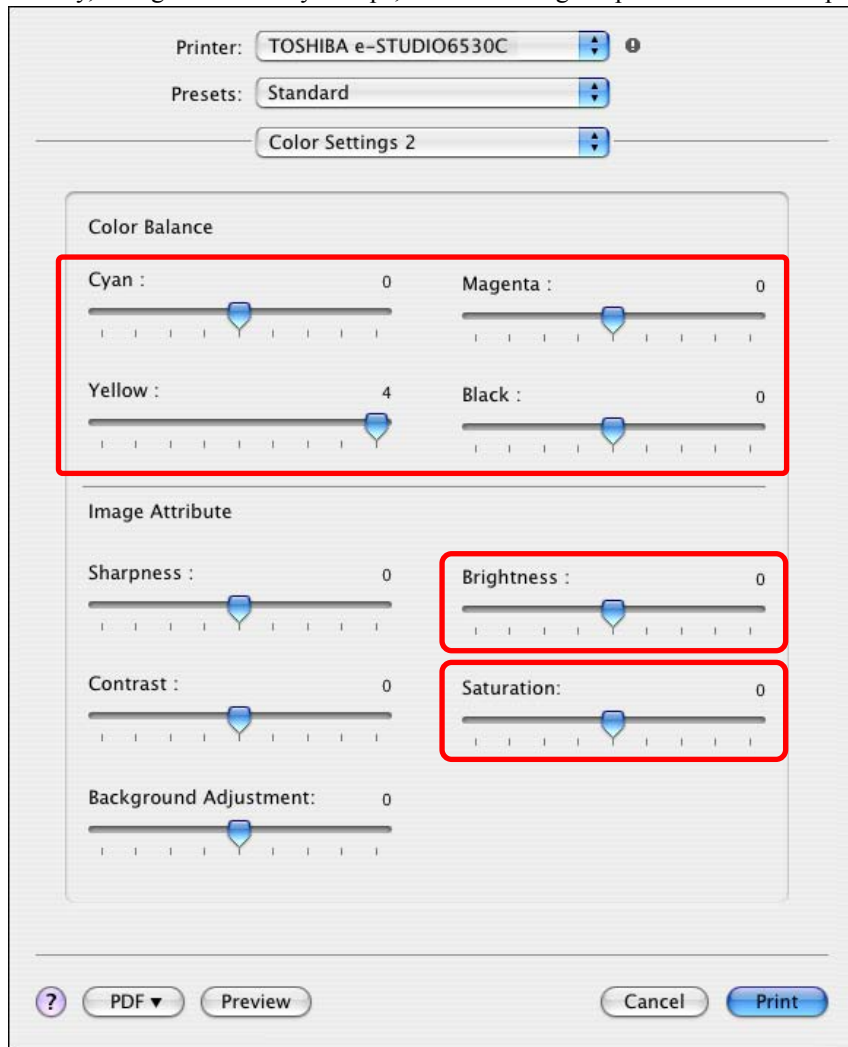 Printer: TOSHIBA e-STUDIO6530C
Presets: Standard
Color Settings 2
Color Balance
Cyan : 0
Magenta : 0
Yellow : 4
Black : 0
Image Attribute
Sharpness : 0
Brightness : 0
Contrast : 0
Saturation: 0
Background Adjustment: 0
? PDF ▼ Preview Cancel Print